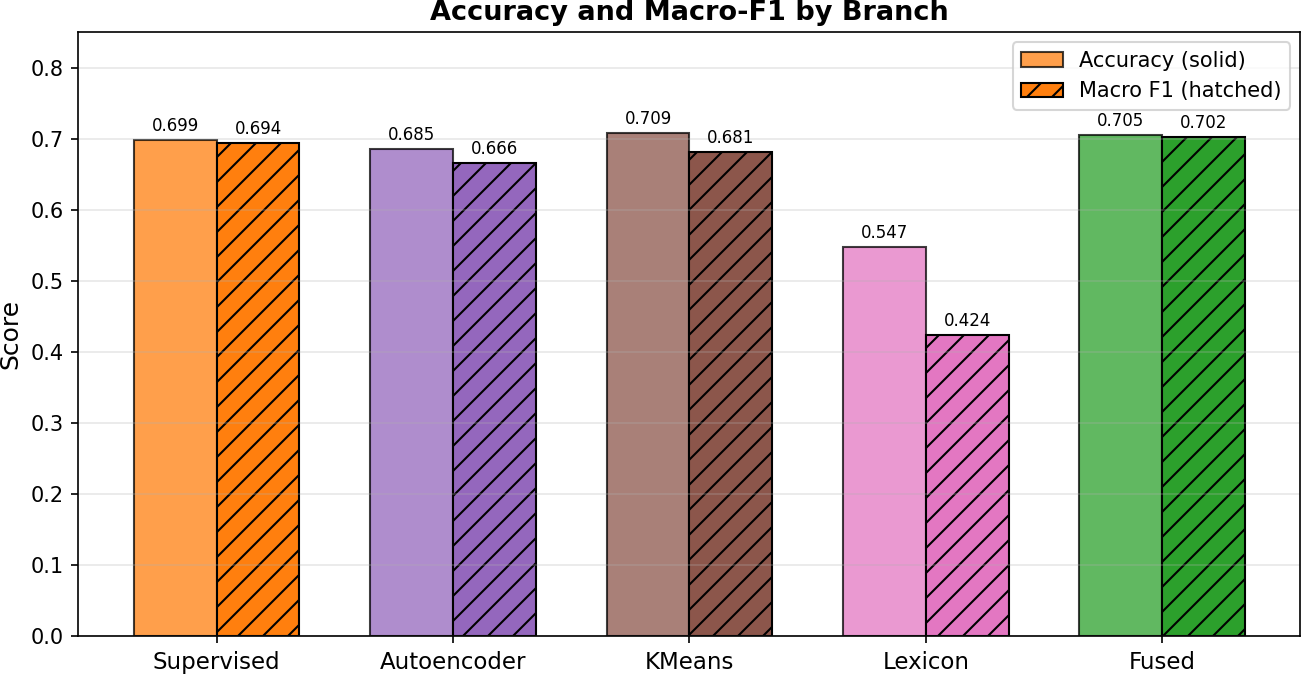 Accuracy and Macro-F1 by Branch
Accuracy (solid)
Macro F1 (hatched)
Score
0.8
0.7
0.6
0.5
0.4
0.3
0.2
0.1
0.0
0.699
0.694
0.685
0.666
0.709
0.681
0.547
0.424
0.705
0.702
Supervised
Autoencoder
KMeans
Lexicon
Fused